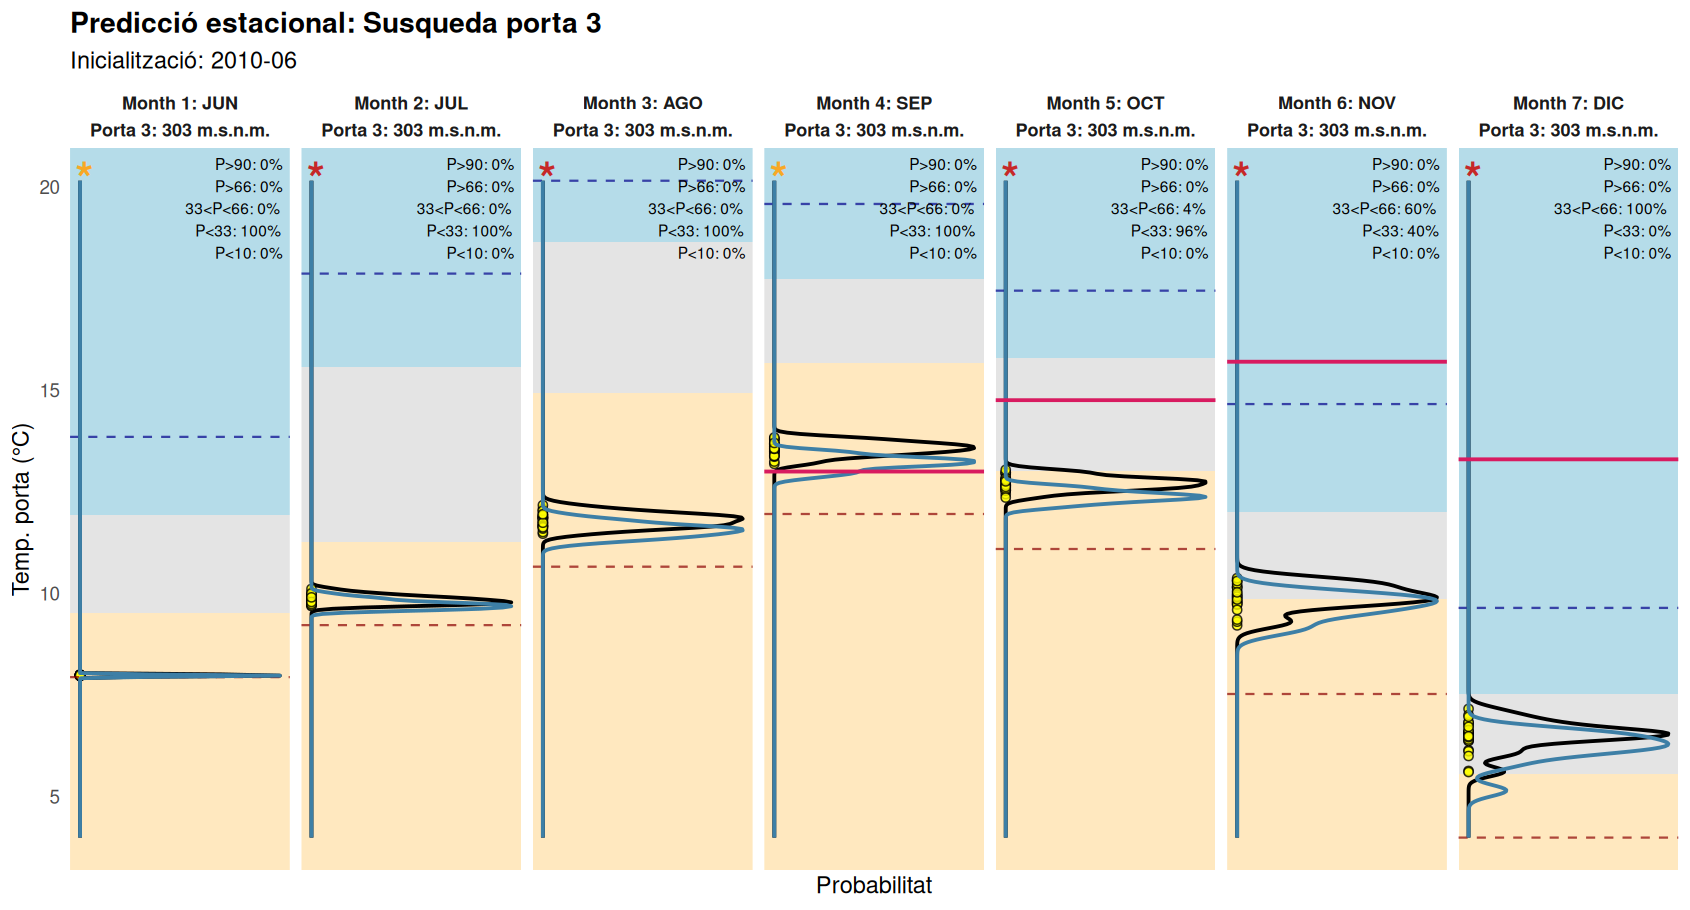 Predicció estacional: Susqueda porta 3
Inicialització: 2010-06
Month 1: JUN
Porta 3: 303 m.s.n.m.
Month 2: JUL
Porta 3: 303 m.s.n.m.
Month 3: AGO
Porta 3: 303 m.s.n.m.
Month 4: SEP
Porta 3: 303 m.s.n.m.
Month 5: OCT
Porta 3: 303 m.s.n.m.
Month 6: NOV
Porta 3: 303 m.s.n.m.
Month 7: DIC
Porta 3: 303 m.s.n.m.
Temp. porta (°C)
20
15
10
5
*
P>90: 0%
P>66: 0%
33<P<66: 0%
P<33: 100%
P<10: 0%
*
P>90: 0%
P>66: 0%
33<P<66: 0%
P<33: 100%
P<10: 0%
*
P>90: 0%
P>66: 0%
33<P<66: 0%
P<33: 100%
P<10: 0%
*
P>90: 0%
P>66: 0%
33<P<66: 0%
P<33: 100%
P<10: 0%
*
P>90: 0%
P>66: 0%
33<P<66: 4%
P<33: 96%
P<10: 0%
*
P>90: 0%
P>66: 0%
33<P<66: 60%
P<33: 40%
P<10: 0%
*
P>90: 0%
P>66: 0%
33<P<66: 100%
P<33: 0%
P<10: 0%
Probabilitat